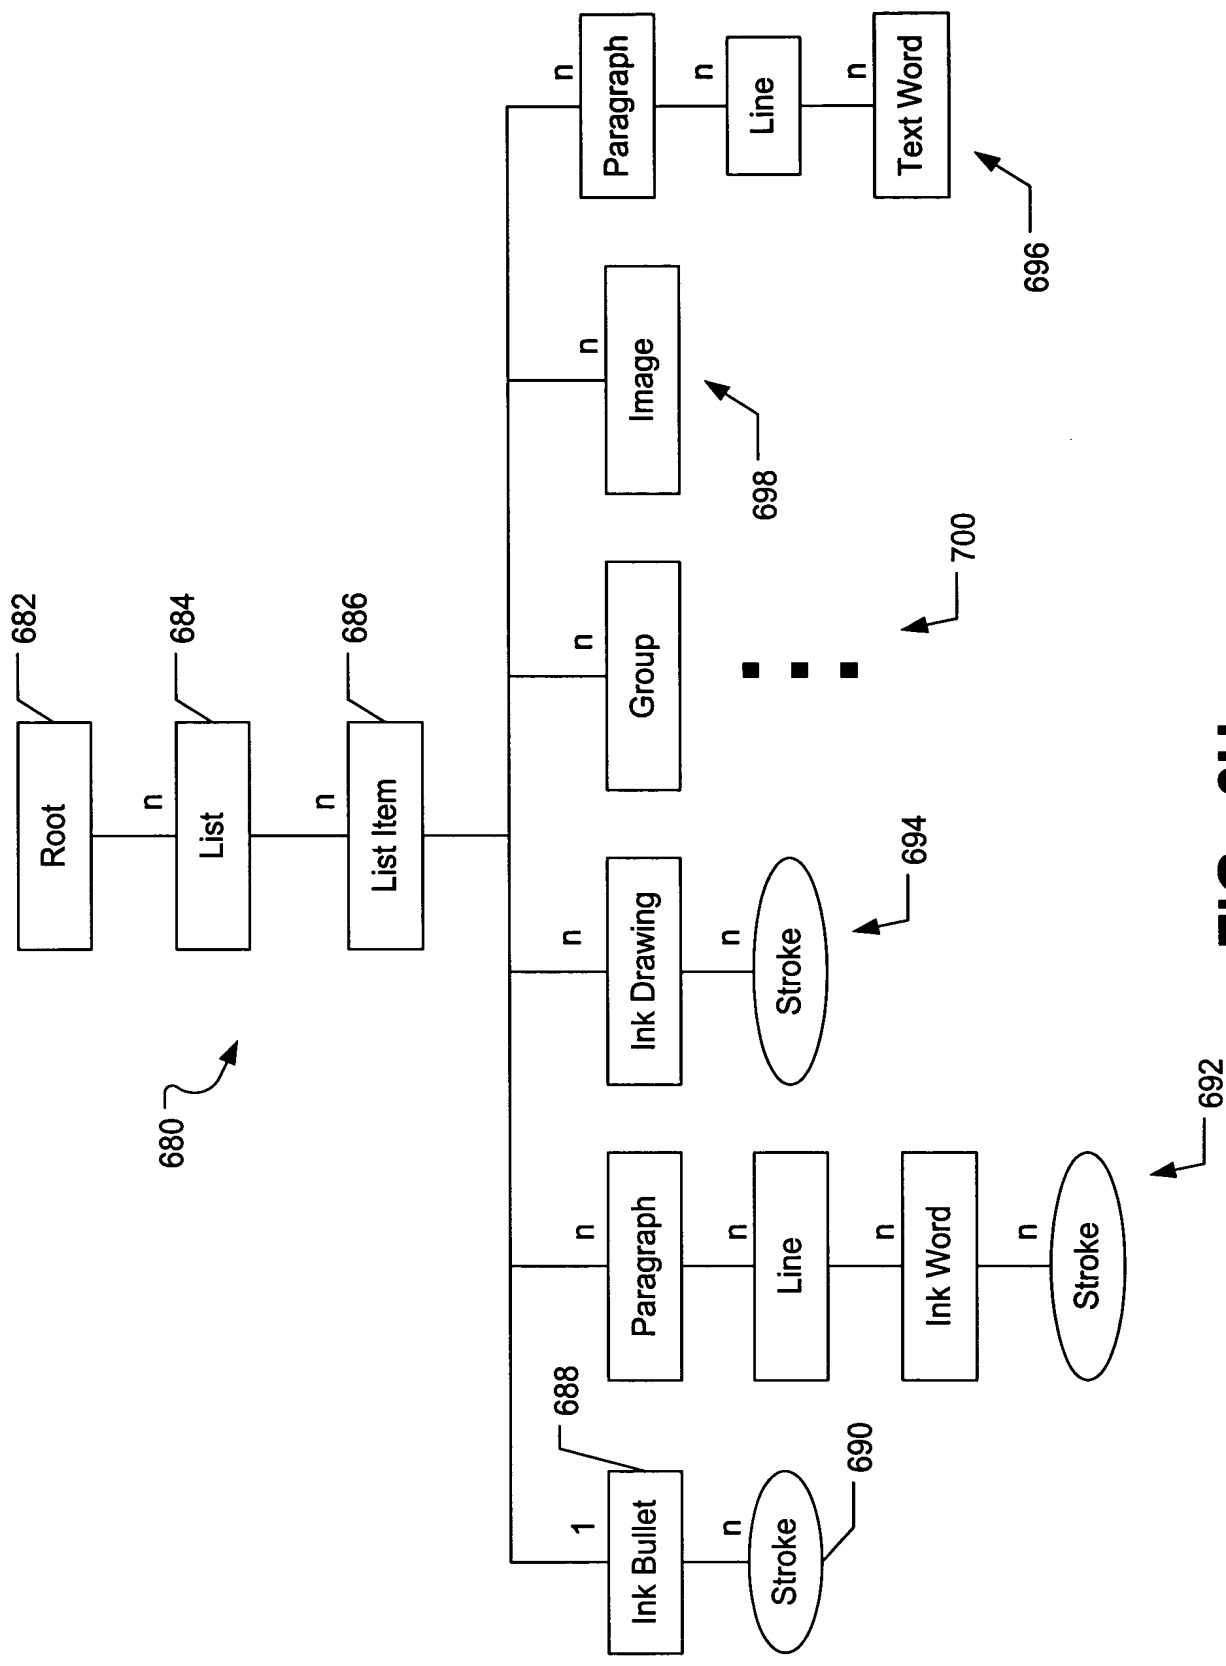 Root
682
n
List
684
n
List Item
686
680
1
Ink Bullet
688
n
Stroke
690
n
Paragraph
n
Line
n
Ink Word
n
Stroke
692
n
Ink Drawing
n
Stroke
694
n
Group
700
n
Image
698
n
Paragraph
n
Line
n
Text Word
696
FIG.